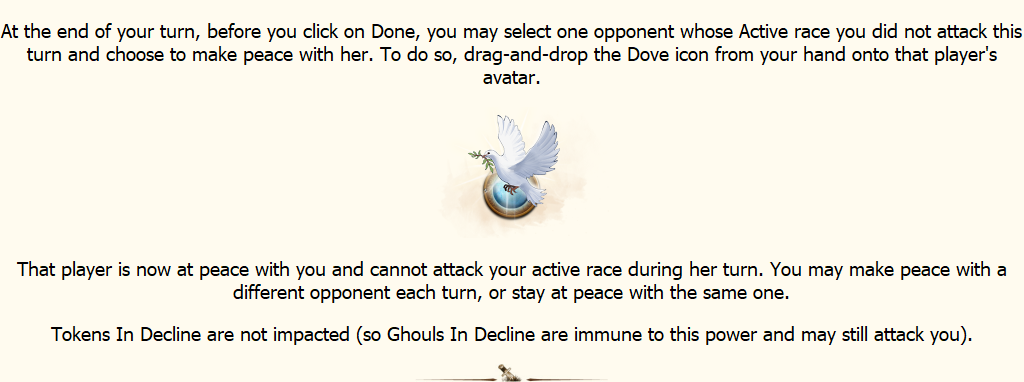 At the end of your turn, before you click on Done, you may select one opponent whose Active race you did not attack this
turn and choose to make peace with her. To do so, drag-and-drop the Dove icon from your hand onto that player's
avatar.
That player is now at peace with you and cannot attack your active race during her turn. You may make peace with a
different opponent each turn, or stay at peace with the same one.
Tokens In Decline are not impacted (so Ghouls In Decline are immune to this power and may still attack you).